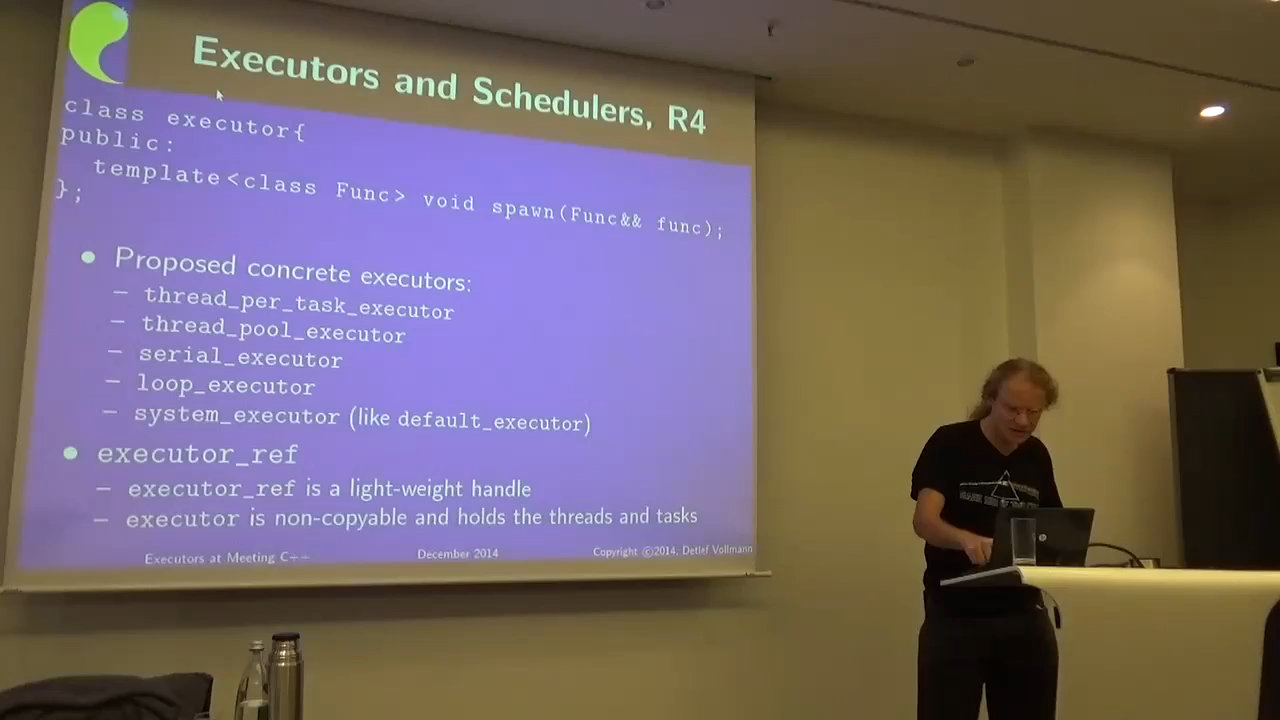 Executors and Schedulers, R4
class executor{
public:
template<class Func> void spawn(Func&& func);
};
• Proposed concrete executors:
– thread_per_task_executor
– thread_pool_executor
– serial_executor
– loop_executor
– system_executor (like default_executor)
• executor_ref
– executor_ref is a light-weight handle
– executor is non-copyable and holds the threads and tasks
Executors at Meeting C++ December 2014 Copyright ©2014, Detlef Vollmann
hp